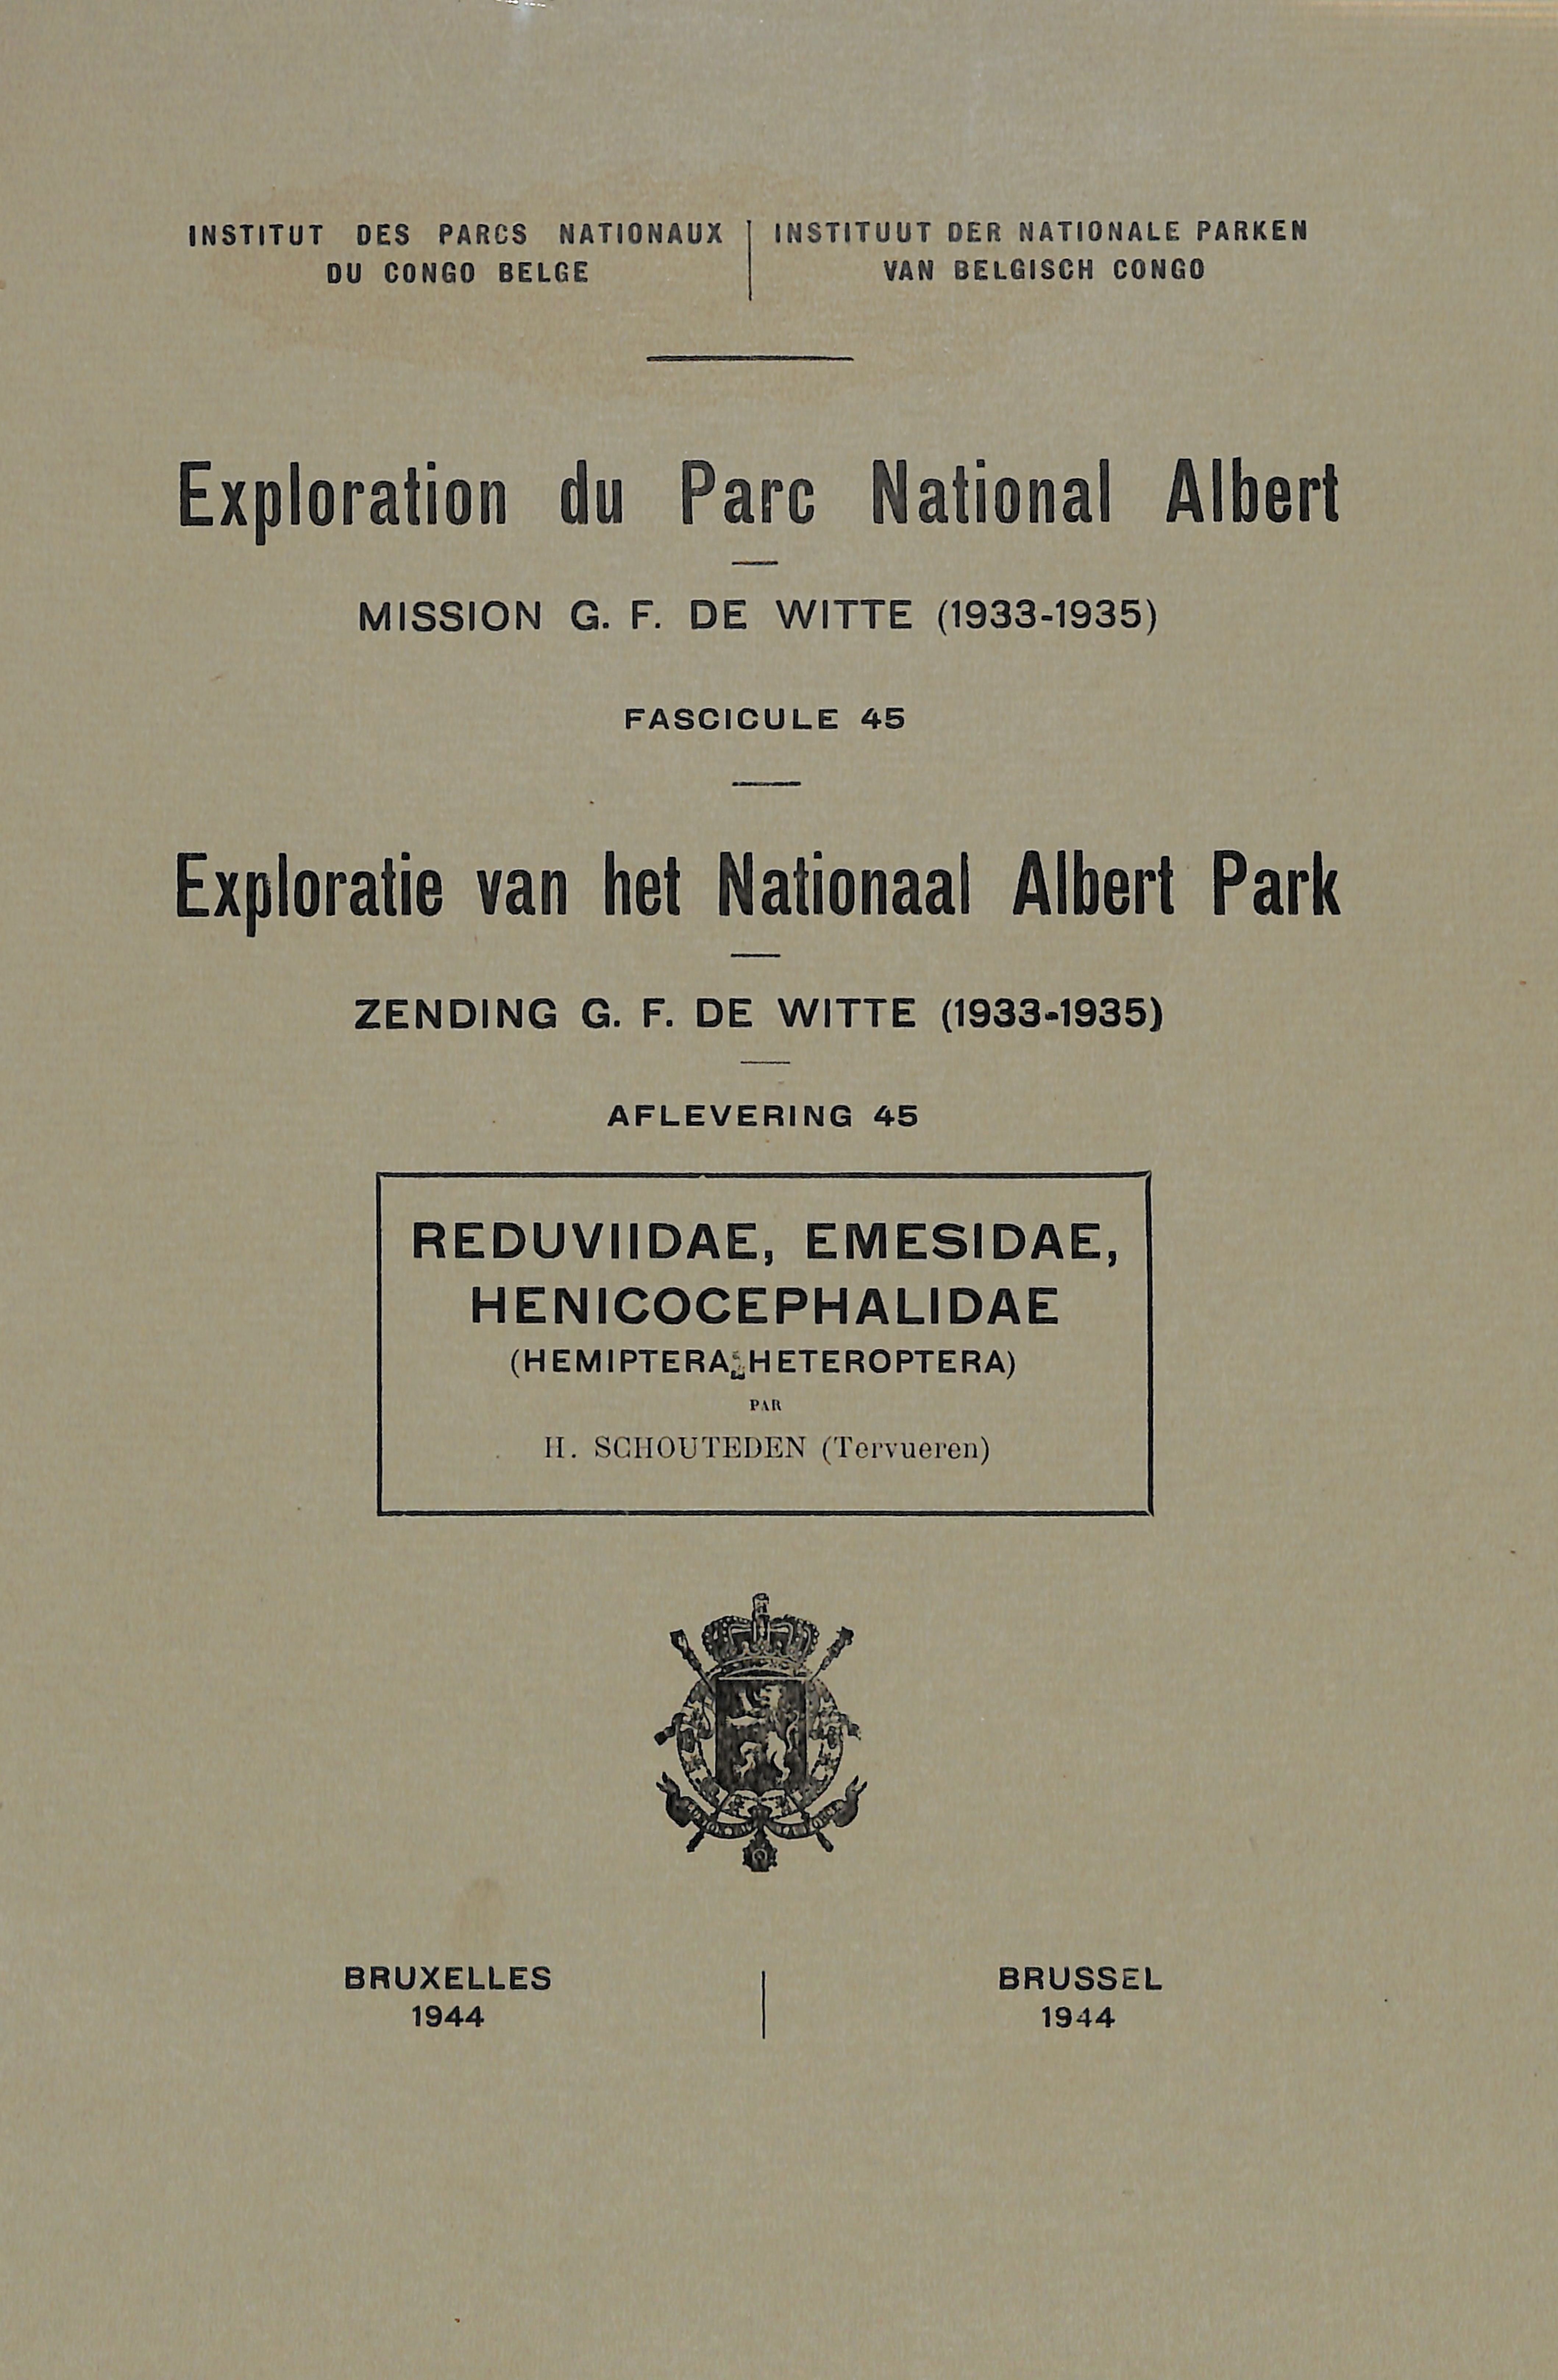 INSTITUT DES PARCS NATIONAUX
DU CONGO BELGE
INSTITUUT DER NATIONALE PARKEN
VAN BELGISCH CONGO
Exploration du Parc National Albert
MISSION G. F. DE WITTE (1933-1935)
FASCICULE 45
Exploratie van het Nationaal Albert Park
ZENDING G. F. DE WITTE (1933-1935)
AFLEVERING 45
REDUVIIDAE, EMESIDAE,
HENICOCEPHALIDAE
(HEMIPTERA HETEROPTERA)
PAR
H. SCHOUTEDEN (Tervueren)
BRUXELLES
1944
BRUSSEL
1944